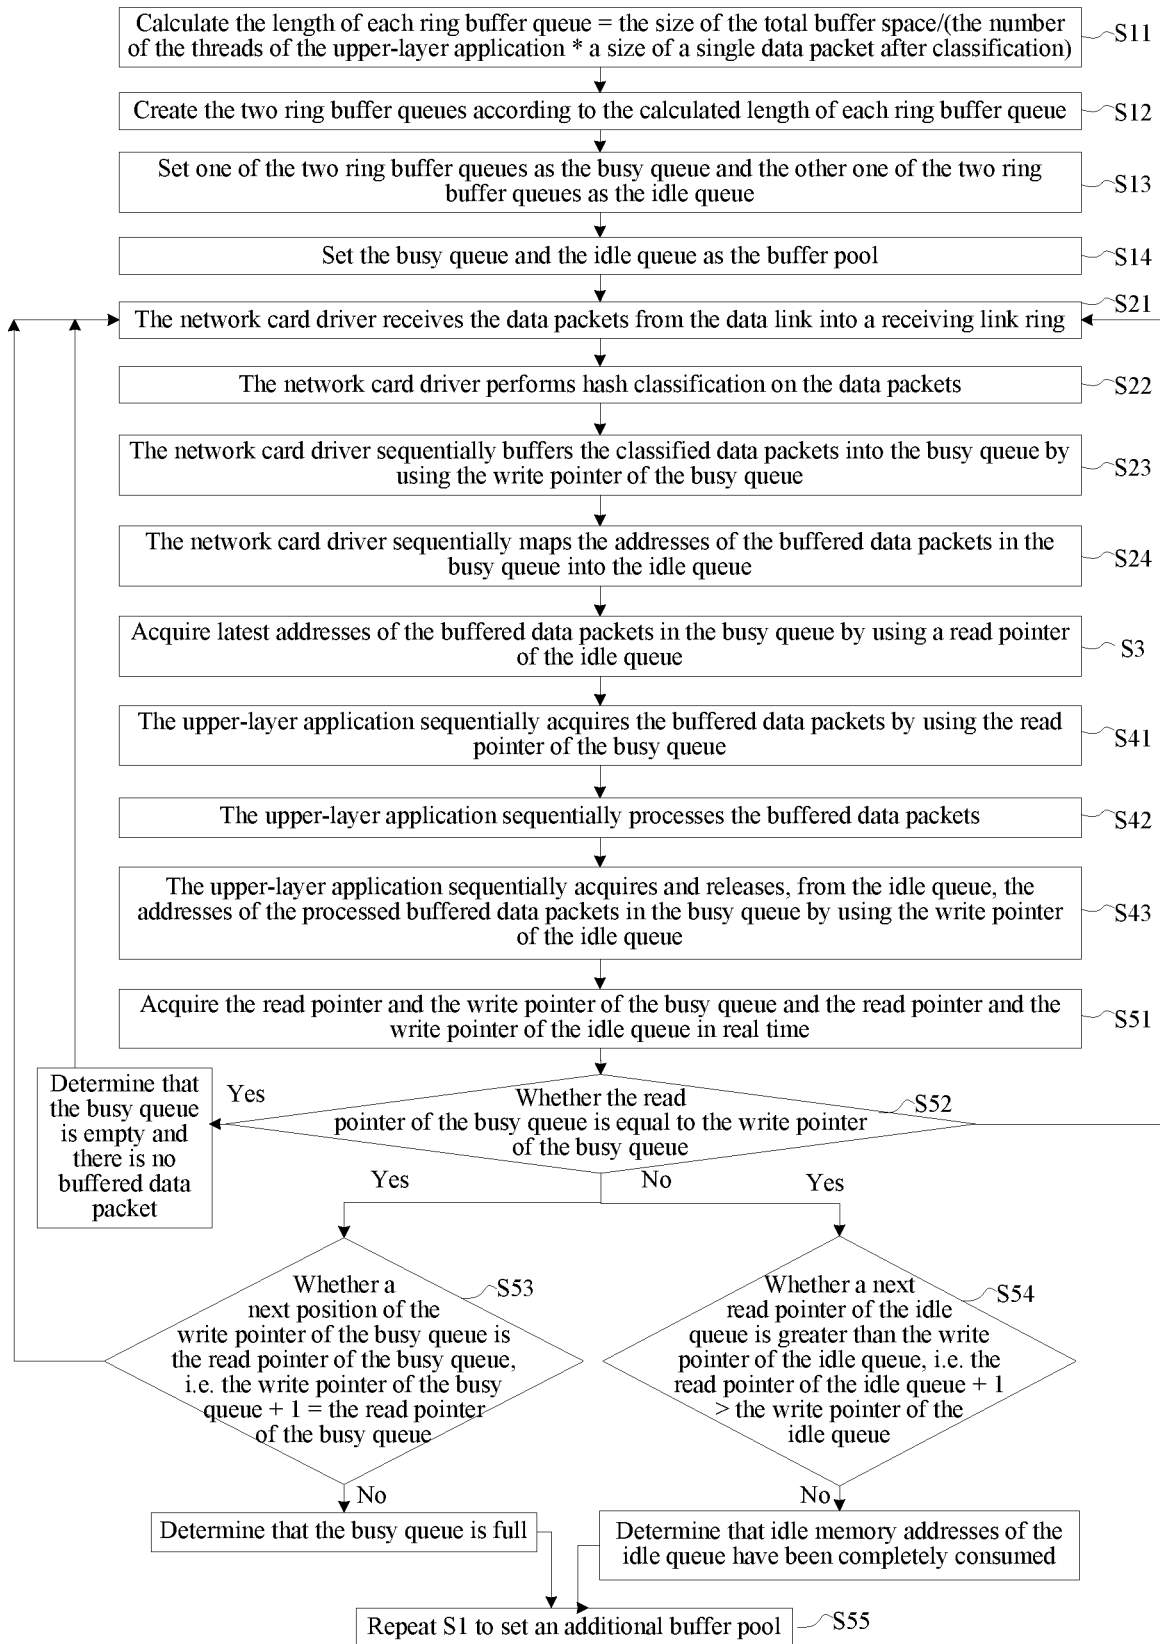 Calculate the length of each ring buffer queue = the size of the total buffer space/(the number
of the threads of the upper-layer application * a size of a single data packet after classification)
S11
Create the two ring buffer queues according to the calculated length of each ring buffer queue
S12
Set one of the two ring buffer queues as the busy queue and the other one of the two ring
buffer queues as the idle queue
S13
Set the busy queue and the idle queue as the buffer pool
S14
The network card driver receives the data packets from the data link into a receiving link ring
S21
The network card driver performs hash classification on the data packets
S22
The network card driver sequentially buffers the classified data packets into the busy queue by
using the write pointer of the busy queue
S23
The network card driver sequentially maps the addresses of the buffered data packets in the
busy queue into the idle queue
S24
Acquire latest addresses of the buffered data packets in the busy queue by using a read pointer
of the idle queue
S3
The upper-layer application sequentially acquires the buffered data packets by using the read
pointer of the busy queue
S41
The upper-layer application sequentially processes the buffered data packets
S42
The upper-layer application sequentially acquires and releases, from the idle queue, the
addresses of the processed buffered data packets in the busy queue by using the write pointer
of the idle queue
S43
Acquire the read pointer and the write pointer of the busy queue and the read pointer and the
write pointer of the idle queue in real time
S51
Determine that
the busy queue
is empty and
there is no
buffered data
packet
Yes
Whether the read
pointer of the busy queue is equal to the write pointer
of the busy queue
S52
Yes
No
Yes
Whether a
next position of the
write pointer of the busy queue is
the read pointer of the busy queue,
i.e. the write pointer of the busy
queue + 1 = the read pointer
of the busy queue
S53
Whether a next
read pointer of the idle
queue is greater than the write
pointer of the idle queue, i.e. the
read pointer of the idle queue + 1
> the write pointer of the
idle queue
S54
No
No
Determine that the busy queue is full
Determine that idle memory addresses of the
idle queue have been completely consumed
Repeat S1 to set an additional buffer pool
S55